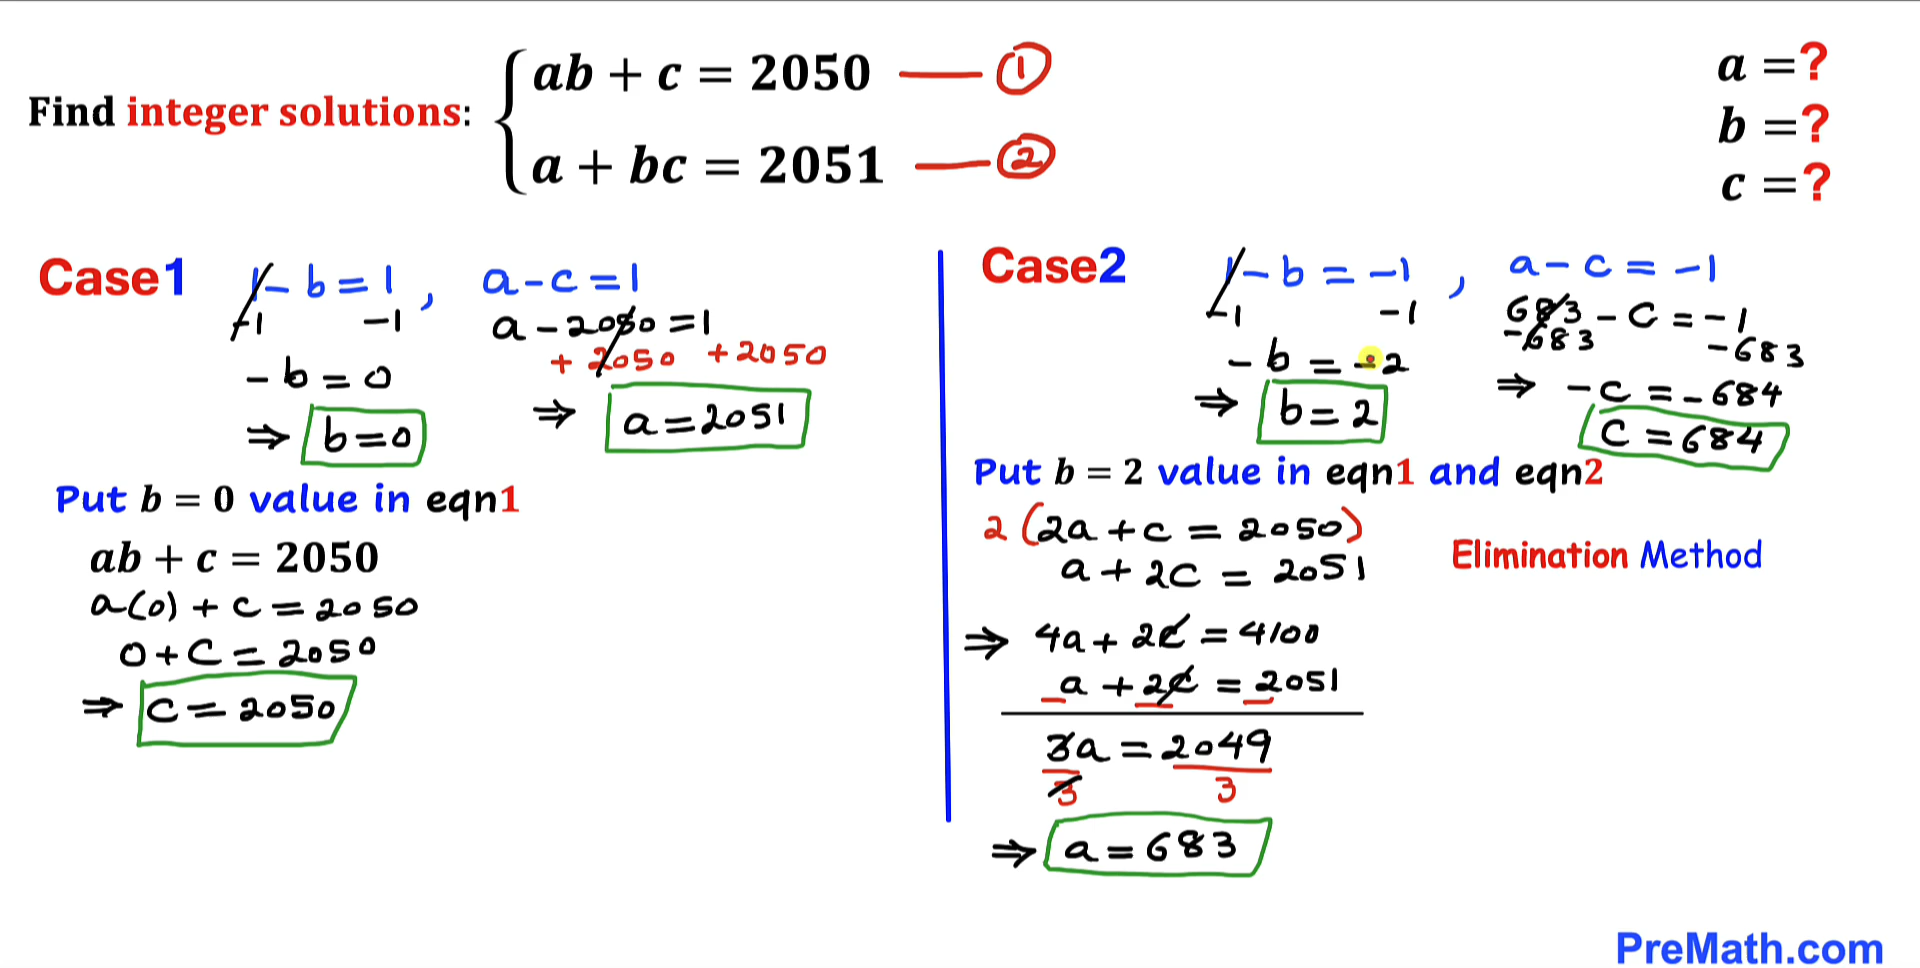 Find integer solutions:
ab + c = 2050 — ①
a + bc = 2051 — ②
a = ?
b = ?
c = ?
Case1
1 - b = 1 , a - c = 1
-1 -1
a - 2050 = 1
+ 2050 + 2050
- b = 0
⇒ b = 0
⇒ a = 2051
Put b = 0 value in eqn1
ab + c = 2050
a(0) + c = 2050
0 + c = 2050
⇒ c = 2050
Case2
1 - b = -1 , a - c = -1
-1 -1
683 - c = -1
-683 -683
- b = -2
⇒ - c = - 684
⇒ b = 2
c = 684
Put b = 2 value in eqn1 and eqn2
2 (2a + c = 2050)
a + 2c = 2051
Elimination Method
⇒ 4a + 2c = 4100
- a + 2c = 2051
3a = 2049
3 3
⇒ a = 683
PreMath.com